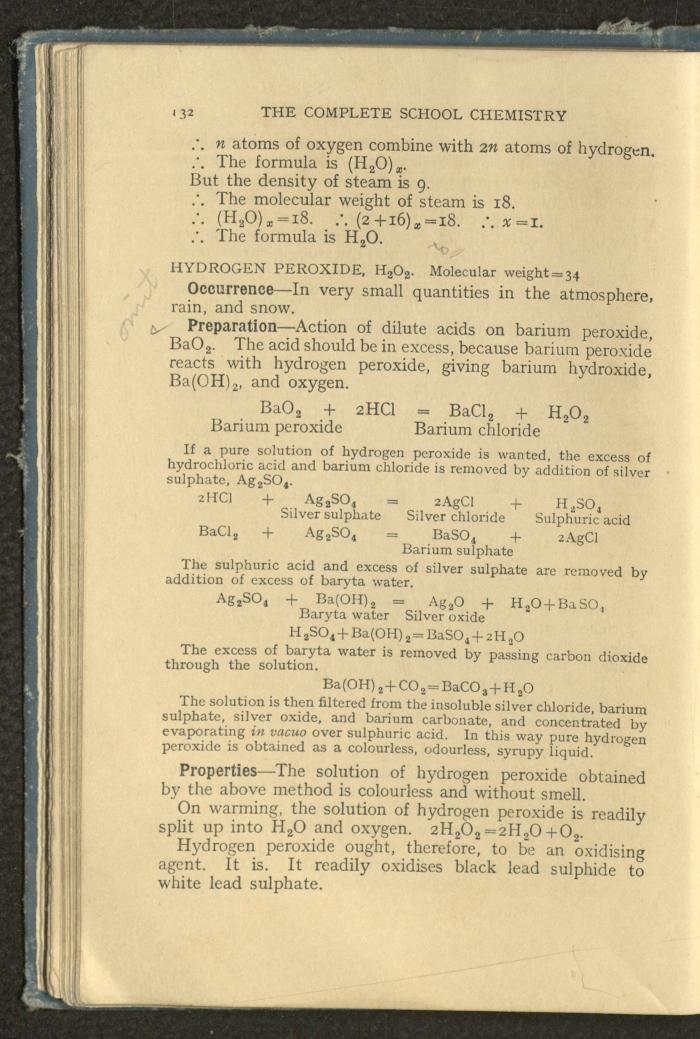 132 THE COMPLETE SCHOOL CHEMISTRY
∴ n atoms of oxygen combine with 2n atoms of hydrogen.
∴ The formula is (H₂O)ₓ.
But the density of steam is 9.
∴ The molecular weight of steam is 18.
∴ (H₂O)ₓ=18. ∴ (2+16)ₓ=18. ∴ x=1.
∴ The formula is H₂O.
HYDROGEN PEROXIDE, H₂O₂. Molecular weight=34
omit
Occurrence—In very small quantities in the atmosphere,
rain, and snow.
Preparation—Action of dilute acids on barium peroxide,
BaO₂. The acid should be in excess, because barium peroxide
reacts with hydrogen peroxide, giving barium hydroxide,
Ba(OH)₂, and oxygen.
BaO₂ + 2HCl = BaCl₂ + H₂O₂
Barium peroxide Barium chloride
If a pure solution of hydrogen peroxide is wanted, the excess of
hydrochloric acid and barium chloride is removed by addition of silver
sulphate, Ag₂SO₄.
2HCl + Ag₂SO₄ = 2AgCl + H₂SO₄
Silver sulphate Silver chloride Sulphuric acid
BaCl₂ + Ag₂SO₄ = BaSO₄ + 2AgCl
Barium sulphate
The sulphuric acid and excess of silver sulphate are removed by
addition of excess of baryta water.
Ag₂SO₄ + Ba(OH)₂ = Ag₂O + H₂O+BaSO₄
Baryta water Silver oxide
H₂SO₄+Ba(OH)₂=BaSO₄+2H₂O
The excess of baryta water is removed by passing carbon dioxide
through the solution.
Ba(OH)₂+CO₂=BaCO₃+H₂O
The solution is then filtered from the insoluble silver chloride, barium
sulphate, silver oxide, and barium carbonate, and concentrated by
evaporating in vacuo over sulphuric acid. In this way pure hydrogen
peroxide is obtained as a colourless, odourless, syrupy liquid.
Properties—The solution of hydrogen peroxide obtained
by the above method is colourless and without smell.
On warming, the solution of hydrogen peroxide is readily
split up into H₂O and oxygen. 2H₂O₂=2H₂O+O₂.
Hydrogen peroxide ought, therefore, to be an oxidising
agent. It is. It readily oxidises black lead sulphide to
white lead sulphate.